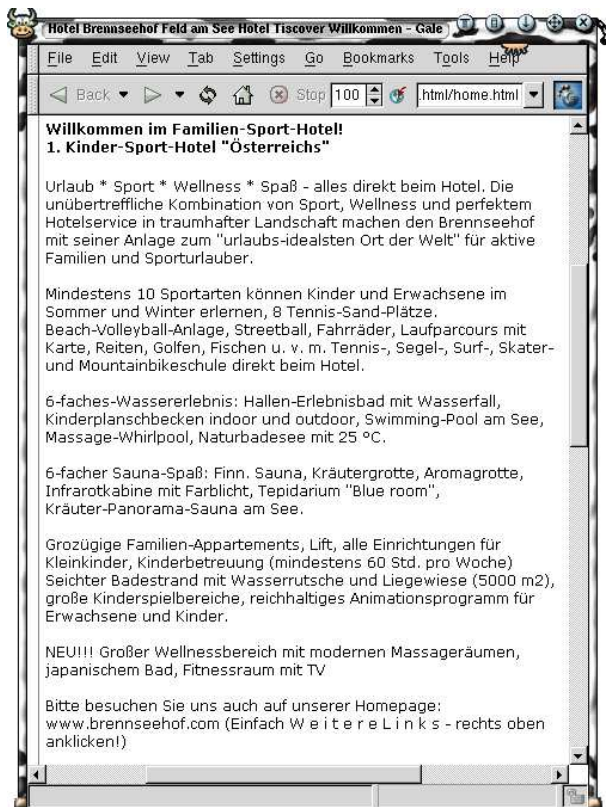 Hotel Brennseehof Feld am See Hotel Tiscover Willkommen - Gale
File Edit View Tab Settings Go Bookmarks Tools Help
Back Stop 100 .html/home.html
Willkommen im Familien-Sport-Hotel!
1. Kinder-Sport-Hotel "Österreichs"
Urlaub * Sport * Wellness * Spaß - alles direkt beim Hotel. Die
unübertreffliche Kombination von Sport, Wellness und perfektem
Hotelservice in traumhafter Landschaft machen den Brennseehof
mit seiner Anlage zum "urlaubs-idealsten Ort der Welt" für aktive
Familien und Sporturlauber.
Mindestens 10 Sportarten können Kinder und Erwachsene im
Sommer und Winter erlernen, 8 Tennis-Sand-Plätze.
Beach-Volleyball-Anlage, Streetball, Fahrräder, Laufparcours mit
Karte, Reiten, Golfen, Fischen u. v. m. Tennis-, Segel-, Surf-, Skater-
und Mountainbikeschule direkt beim Hotel.
6-faches-Wassererlebnis: Hallen-Erlebnisbad mit Wasserfall,
Kinderplanschbecken indoor und outdoor, Swimming-Pool am See,
Massage-Whirlpool, Naturbadesee mit 25 ºC.
6-facher Sauna-Spaß: Finn. Sauna, Kräutergrotte, Aromagrotte,
Infrarotkabine mit Farblicht, Tepidarium "Blue room",
Kräuter-Panorama-Sauna am See.
Grozügige Familien-Appartements, Lift, alle Einrichtungen für
Kleinkinder, Kinderbetreuung (mindestens 60 Std. pro Woche)
Seichter Badestrand mit Wasserrutsche und Liegewiese (5000 m2),
große Kinderspielbereiche, reichhaltiges Animationsprogramm für
Erwachsene und Kinder.
NEU!!! Großer Wellnessbereich mit modernen Massageräumen,
japanischem Bad, Fitnessraum mit TV
Bitte besuchen Sie uns auch auf unserer Homepage:
www.brennseehof.com (Einfach W e i t e r e L i n k s - rechts oben
anklicken!)